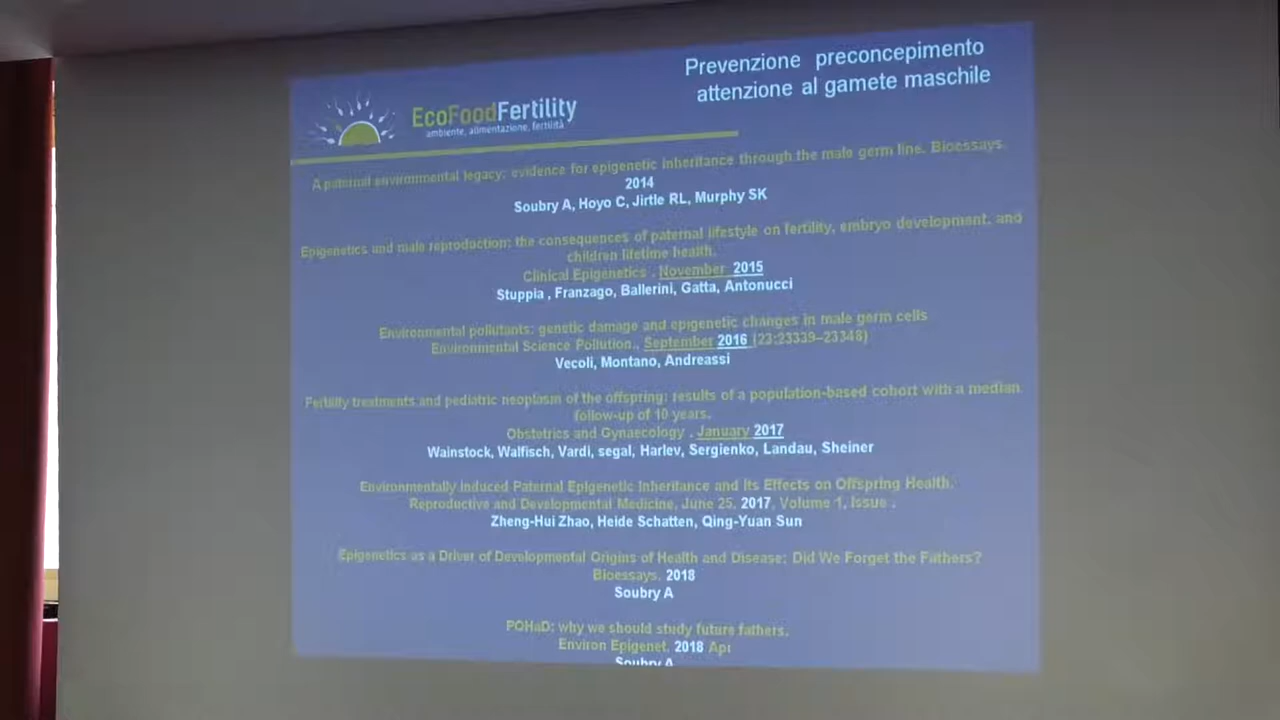 Prevenzione preconcepimento
attenzione al gamete maschile
EcoFoodFertility
ambiente, alimentazione, fertilità
A paternal environmental legacy: evidence for epigenetic inheritance through the male germ line. Bioessays.
2014
Soubry A, Hoyo C, Jirtle RL, Murphy SK
Epigenetics and male reproduction: the consequences of paternal lifestyle on fertility, embryo development, and
children lifetime health.
Clinical Epigenetics . November 2015
Stuppia , Franzago, Ballerini, Gatta, Antonucci
Environmental pollutants: genetic damage and epigenetic changes in male germ cells
Environmental Science Pollution., September 2016 (23:23339–23348)
Vecoli, Montano, Andreassi
Fertility treatments and pediatric neoplasm of the offspring: results of a population-based cohort with a median
follow-up of 10 years.
Obstetrics and Gynaecology . January 2017
Wainstock, Walfisch, Vardi, segal, Harlev, Sergienko, Landau, Sheiner
Environmentally Induced Paternal Epigenetic Inheritance and Its Effects on Offspring Health.
Reproductive and Developmental Medicine, June 25, 2017, Volume 1, Issue .
Zheng-Hui Zhao, Heide Schatten, Qing-Yuan Sun
Epigenetics as a Driver of Developmental Origins of Health and Disease: Did We Forget the Fathers?
Bioessays. 2018
Soubry A
POHaD: why we should study future fathers.
Environ Epigenet. 2018 Apr
Soubry A